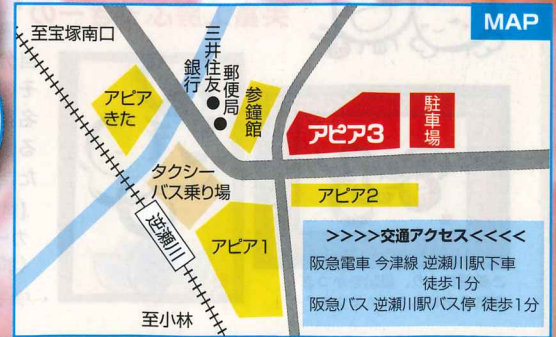 MAP
至宝塚南口
三井住友
銀行
郵便局
参鐘館
アピア
きた
アピア3
駐車場
タクシー
バス乗り場
アピア2
逆瀬川
アピア1
>>>>交通アクセス<<<<
阪急電車 今津線 逆瀬川駅下車
徒歩1分
阪急バス 逆瀬川駅バス停 徒歩1分
至小林